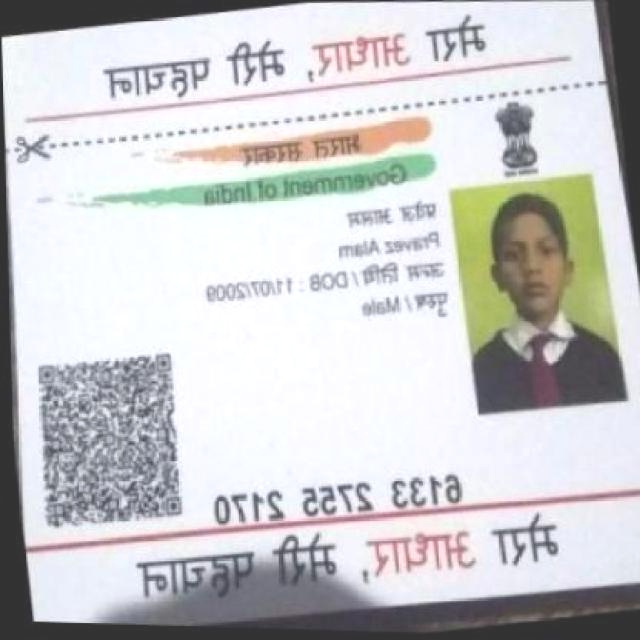 मेरा आधार, मेरी पहचान
भारत सरकार
Government of India
परवेज आलम
Pravez Alam
जन्म तिथि / DOB : 11/07/2009
पुरुष / Male
6133 2755 2170
मेरा आधार, मेरी पहचान